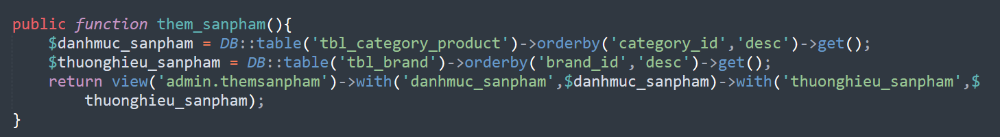 public function them_sanpham(){
$danhmuc_sanpham = DB::table('tbl_category_product')->orderby('category_id','desc')->get();
$thuonghieu_sanpham = DB::table('tbl_brand')->orderby('brand_id','desc')->get();
return view('admin.themsanpham')->with('danhmuc_sanpham',$danhmuc_sanpham)->with('thuonghieu_sanpham',$
thuonghieu_sanpham);
}